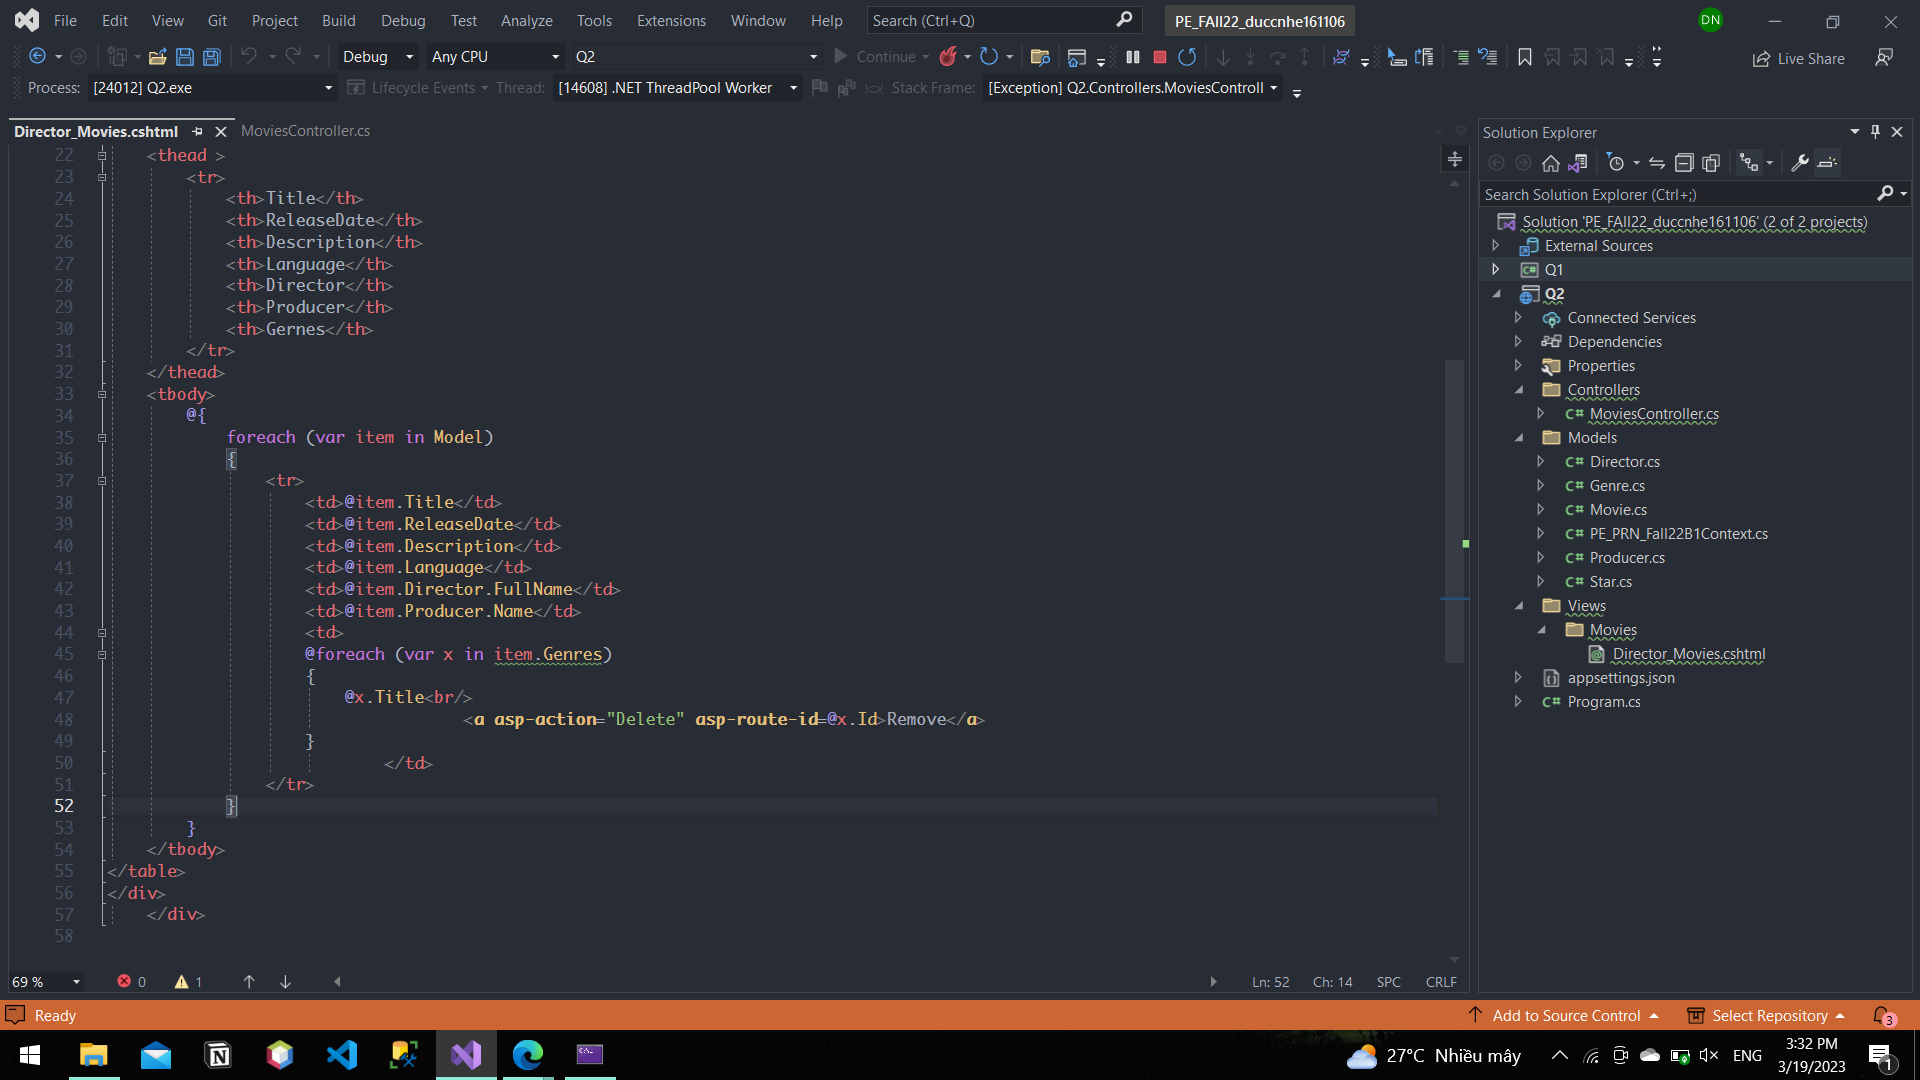 File Edit View Git Project Build Debug Test Analyze Tools Extensions Window Help Search (Ctrl+Q) PE_FAll22_duccnhe161106 DN
Debug Any CPU Q2 Continue Live Share
Process: [24012] Q2.exe Lifecycle Events Thread: [14608] .NET ThreadPool Worker Stack Frame: [Exception] Q2.Controllers.MoviesControll
Director_Movies.cshtml MoviesController.cs
22 <thead >
23 <tr>
24 <th>Title</th>
25 <th>ReleaseDate</th>
26 <th>Description</th>
27 <th>Language</th>
28 <th>Director</th>
29 <th>Producer</th>
30 <th>Gernes</th>
31 </tr>
32 </thead>
33 <tbody>
34 @{
35 foreach (var item in Model)
36 {
37 <tr>
38 <td>@item.Title</td>
39 <td>@item.ReleaseDate</td>
40 <td>@item.Description</td>
41 <td>@item.Language</td>
42 <td>@item.Director.FullName</td>
43 <td>@item.Producer.Name</td>
44 <td>
45 @foreach (var x in item.Genres)
46 {
47 @x.Title<br/>
48 <a asp-action="Delete" asp-route-id=@x.Id>Remove</a>
49 }
50 </td>
51 </tr>
52 }
53 }
54 </tbody>
55 </table>
56 </div>
57 </div>
58
69 % 0 1 Ln: 52 Ch: 14 SPC CRLF
Solution Explorer
Search Solution Explorer (Ctrl+;)
Solution 'PE_FAll22_duccnhe161106' (2 of 2 projects)
External Sources
C# Q1
Q2
Connected Services
Dependencies
Properties
Controllers
C# MoviesController.cs
Models
C# Director.cs
C# Genre.cs
C# Movie.cs
C# PE_PRN_Fall22B1Context.cs
C# Producer.cs
C# Star.cs
Views
Movies
Director_Movies.cshtml
appsettings.json
C# Program.cs
Ready Add to Source Control Select Repository 3
27°C Nhiều mây ENG 3:32 PM
3/19/2023 1